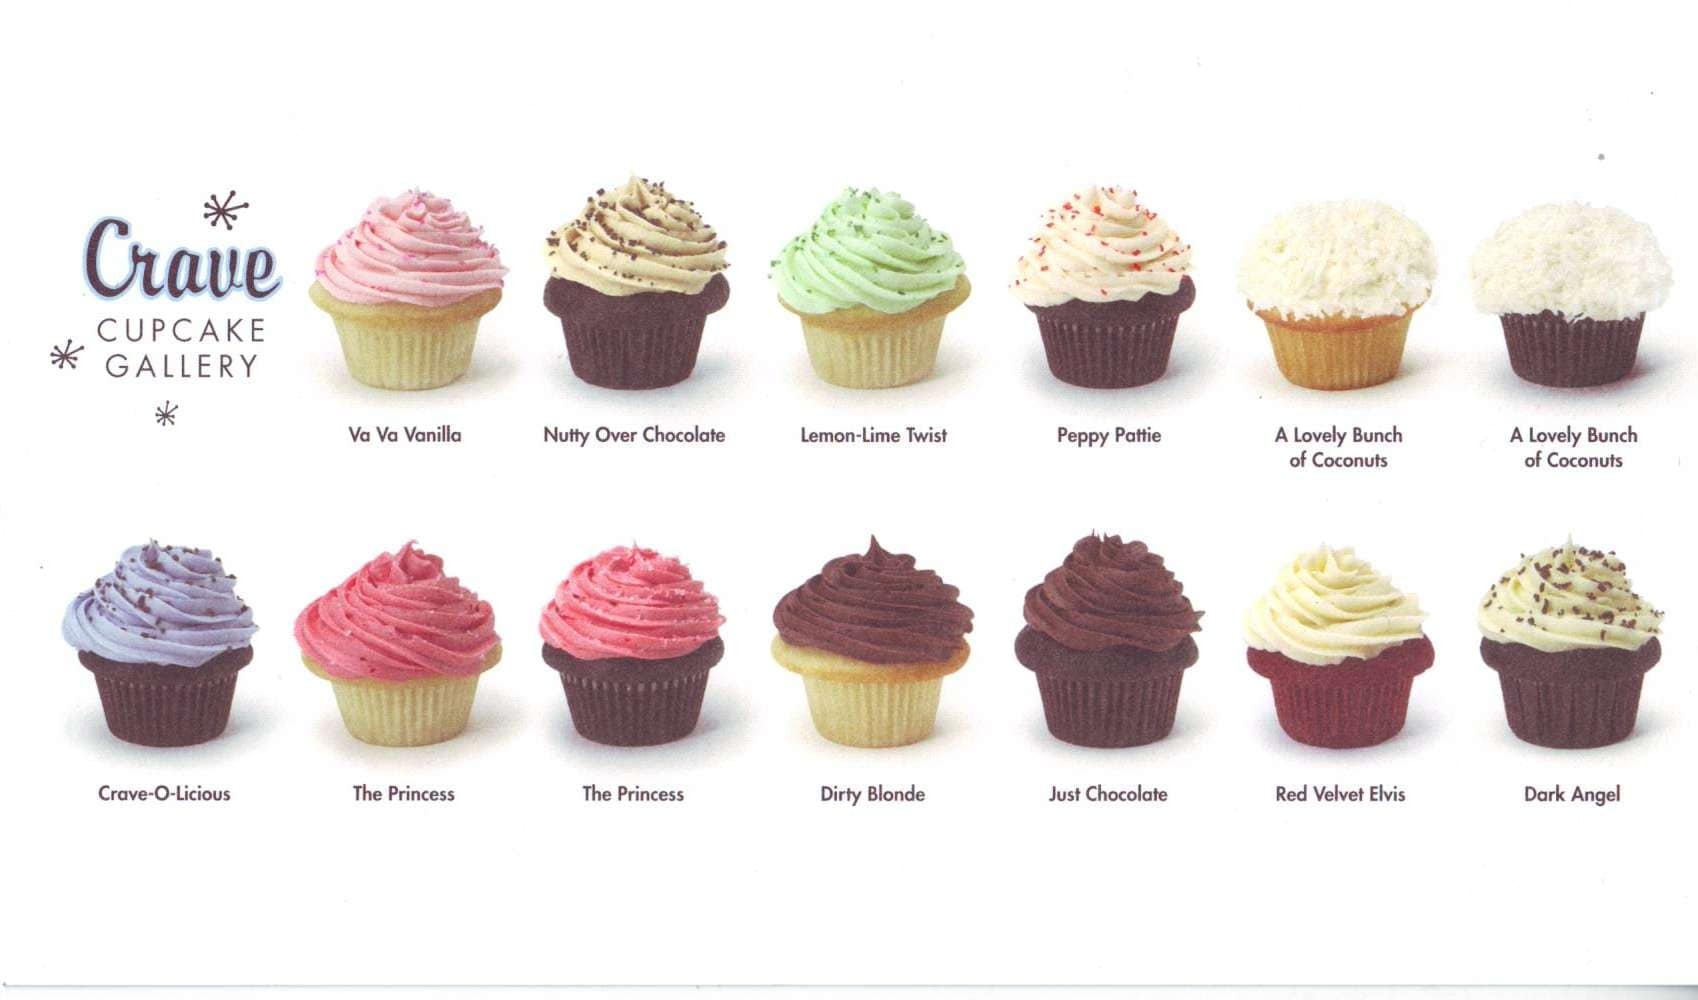 Crave
CUPCAKE
GALLERY
Va Va Vanilla
Nutty Over Chocolate
Lemon-Lime Twist
Peppy Pattie
A Lovely Bunch
of Coconuts
A Lovely Bunch
of Coconuts
Crave-O-Licious
The Princess
The Princess
Dirty Blonde
Just Chocolate
Red Velvet Elvis
Dark Angel